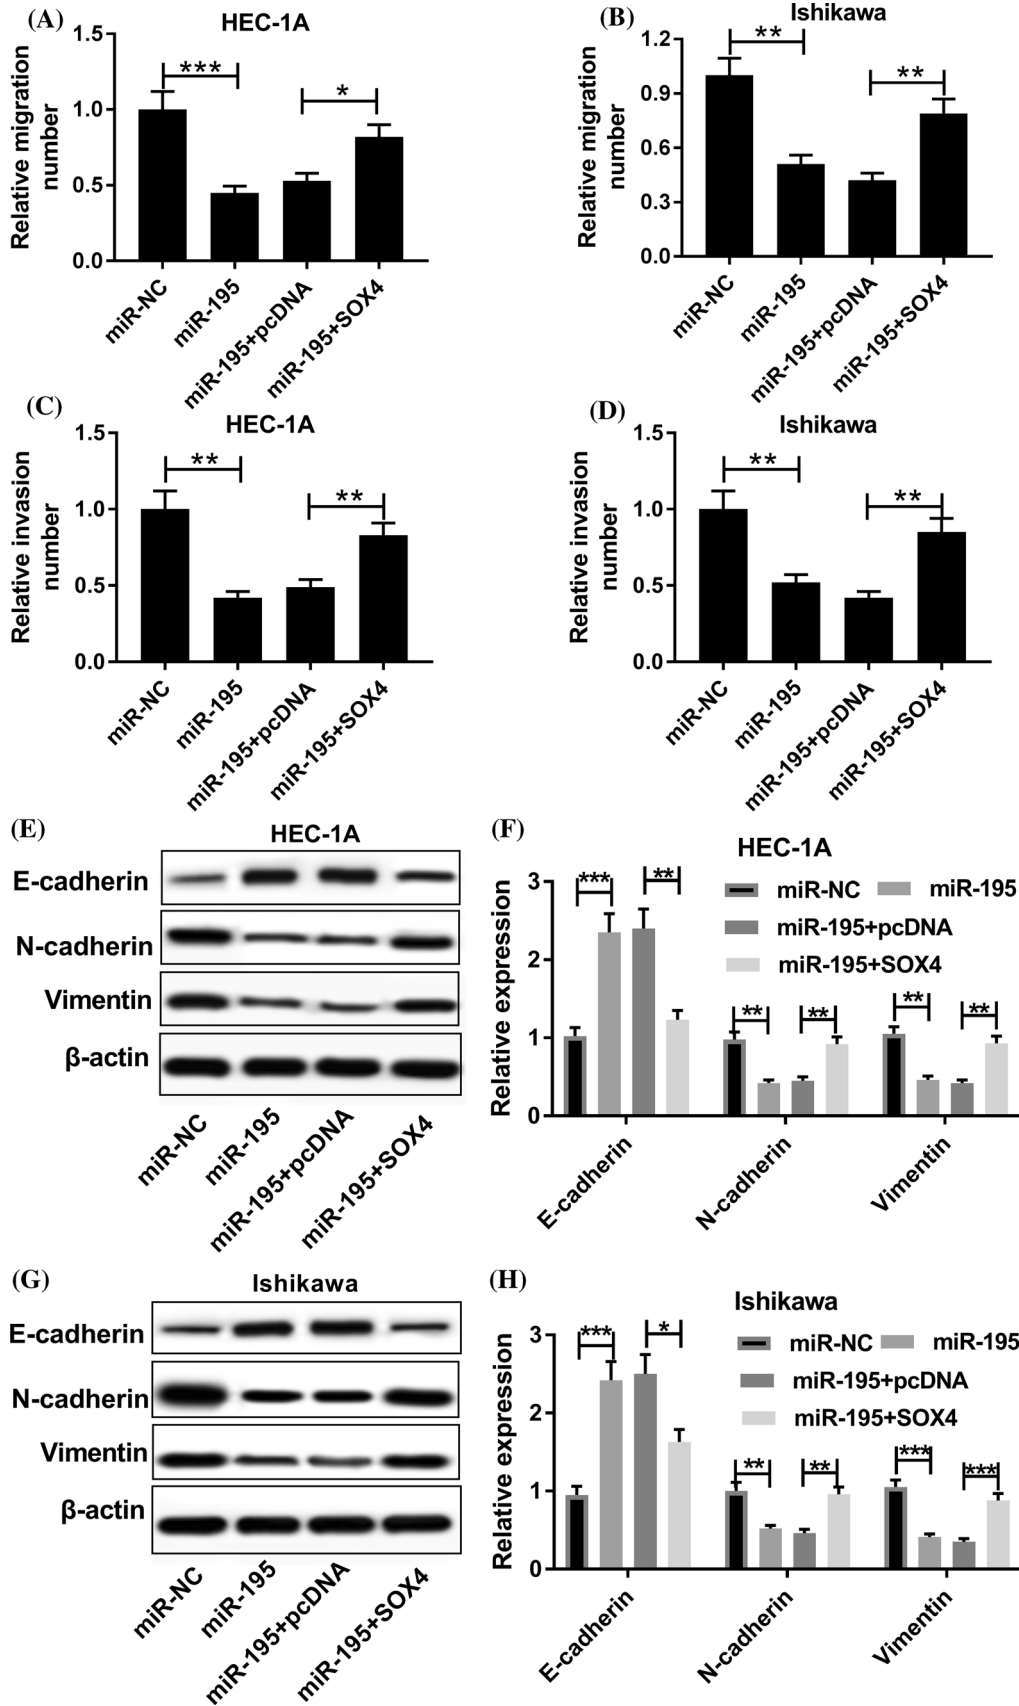 (A)
HEC-1A
Relative migration
number
1.5
1.0
0.5
0.0
***
*
miR-NC
miR-195
miR-195+pcDNA
miR-195+SOX4
(B)
Ishikawa
Relative migration
number
1.2
0.9
0.6
0.3
0.0
**
**
miR-NC
miR-195
miR-195+pcDNA
miR-195+SOX4
(C)
HEC-1A
Relative invasion
number
1.5
1.0
0.5
0.0
**
**
miR-NC
miR-195
miR-195+pcDNA
miR-195+SOX4
(D)
Ishikawa
Relative invasion
number
1.5
1.0
0.5
0.0
**
**
miR-NC
miR-195
miR-195+pcDNA
miR-195+SOX4
(E)
HEC-1A
E-cadherin
N-cadherin
Vimentin
β-actin
miR-NC
miR-195
miR-195+pcDNA
miR-195+SOX4
(F)
HEC-1A
Relative expression
3
2
1
0
miR-NC miR-195
miR-195+pcDNA
miR-195+SOX4
*** **
** **
** **
E-cadherin
N-cadherin
Vimentin
(G)
Ishikawa
E-cadherin
N-cadherin
Vimentin
β-actin
miR-NC
miR-195
miR-195+pcDNA
miR-195+SOX4
(H)
Ishikawa
Relative expression
3
2
1
0
miR-NC miR-195
miR-195+pcDNA
miR-195+SOX4
*** *
** **
*** ***
E-cadherin
N-cadherin
Vimentin